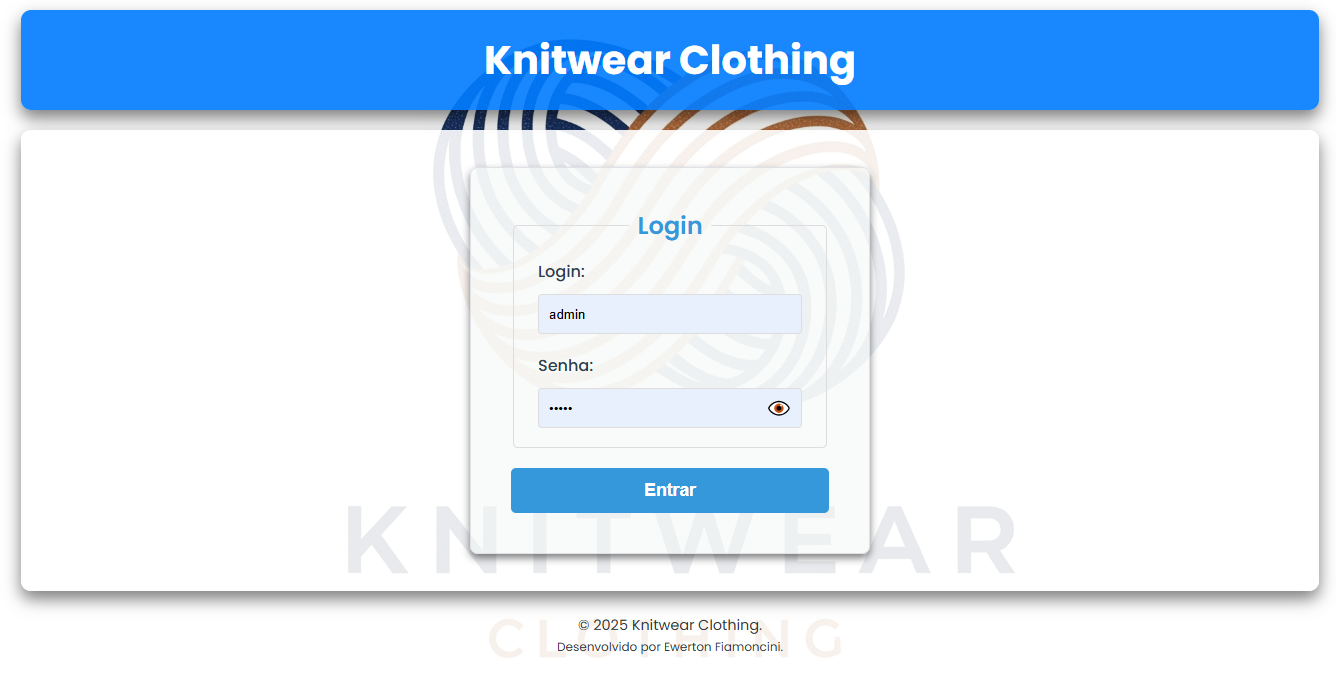 Knitwear Clothing
Login
Login:
admin
Senha:
•••••
Entrar
KNITWEAR
© 2025 Knitwear Clothing.
CLOTHING
Desenvolvido por Ewerton Fiamoncini.